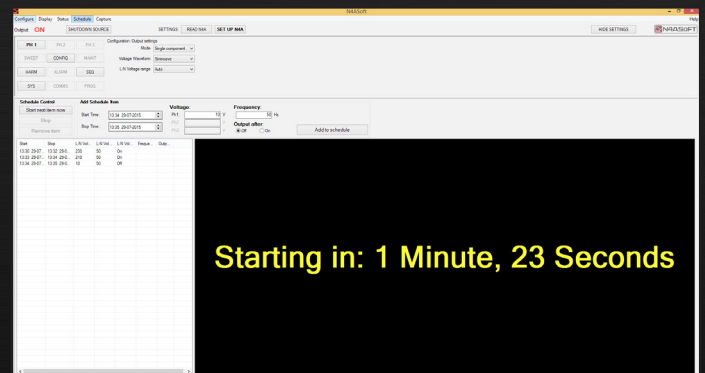 N4ASoft
Configure Display Status Schedule Capture Help
Output ON SHUTDOWN SOURCE SETTINGS READ N4A SET UP N4A HIDE SETTINGS N4ASOFT
Configuration: Output settings
PH 1 PH 2 PH 3 Mode Single component
SWEEP CONFIG MAINT Voltage Waveform Sinewave
HARM ALARM SEQ L-N Voltage range Auto
SYS COMMS PROG
Schedule Control Add Schedule Item
Start next item now Voltage: Frequency:
Start Time 13:34 29-07-2015 Ph1: 10 V 50 Hz
Stop Ph2: V Output after:
Remove item Stop Time 13:35 29-07-2015 Ph3: V Off On Add to schedule
Start Stop L-N Vol... L-N Vol... L-N Vol... Freque... Outp...
13:30 29-07... 13:32 29-0... 230 50 On
13:33 29-07... 13:34 29-0... 210 50 On
13:34 29-07... 13:35 29-0... 10 50 Off
Starting in: 1 Minute, 23 Seconds